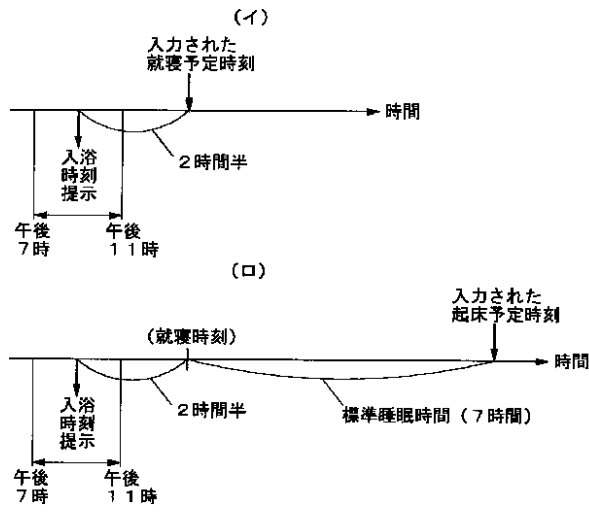 （イ）
入力された
就寝予定時刻
時間
２時間半
入浴
時刻
提示
午後
７時
午後
１１時
（ロ）
入力された
起床予定時刻
（就寝時刻）
時間
２時間半
標準睡眠時間（７時間）
入浴
時刻
提示
午後
７時
午後
１１時